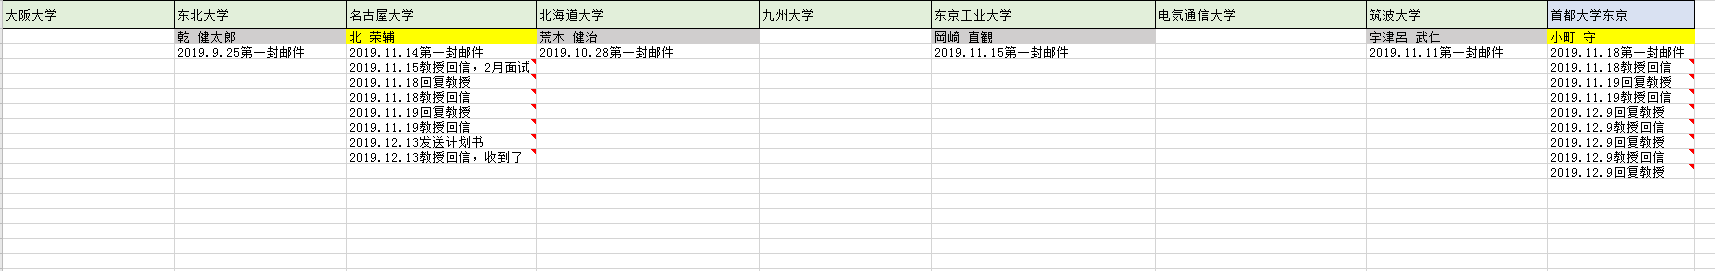 大阪大学 东北大学 名古屋大学 北海道大学 九州大学 东京工业大学 电気通信大学 筑波大学 首都大学东京
乾 健太郎 北 栄辅 荒木 健治 岡崎 直観 宇津呂 武仁 小町 守
2019.9.25第一封邮件 2019.11.14第一封邮件 2019.10.28第一封邮件 2019.11.15第一封邮件 2019.11.11第一封邮件 2019.11.18第一封邮件
2019.11.15教授回信，2月面试 2019.11.18教授回信
2019.11.18回复教授 2019.11.19回复教授
2019.11.18教授回信 2019.11.19教授回信
2019.11.19回复教授 2019.12.9回复教授
2019.11.19教授回信 2019.12.9教授回信
2019.12.13发送计划书 2019.12.9回复教授
2019.12.13教授回信，收到了 2019.12.9教授回信
2019.12.9回复教授